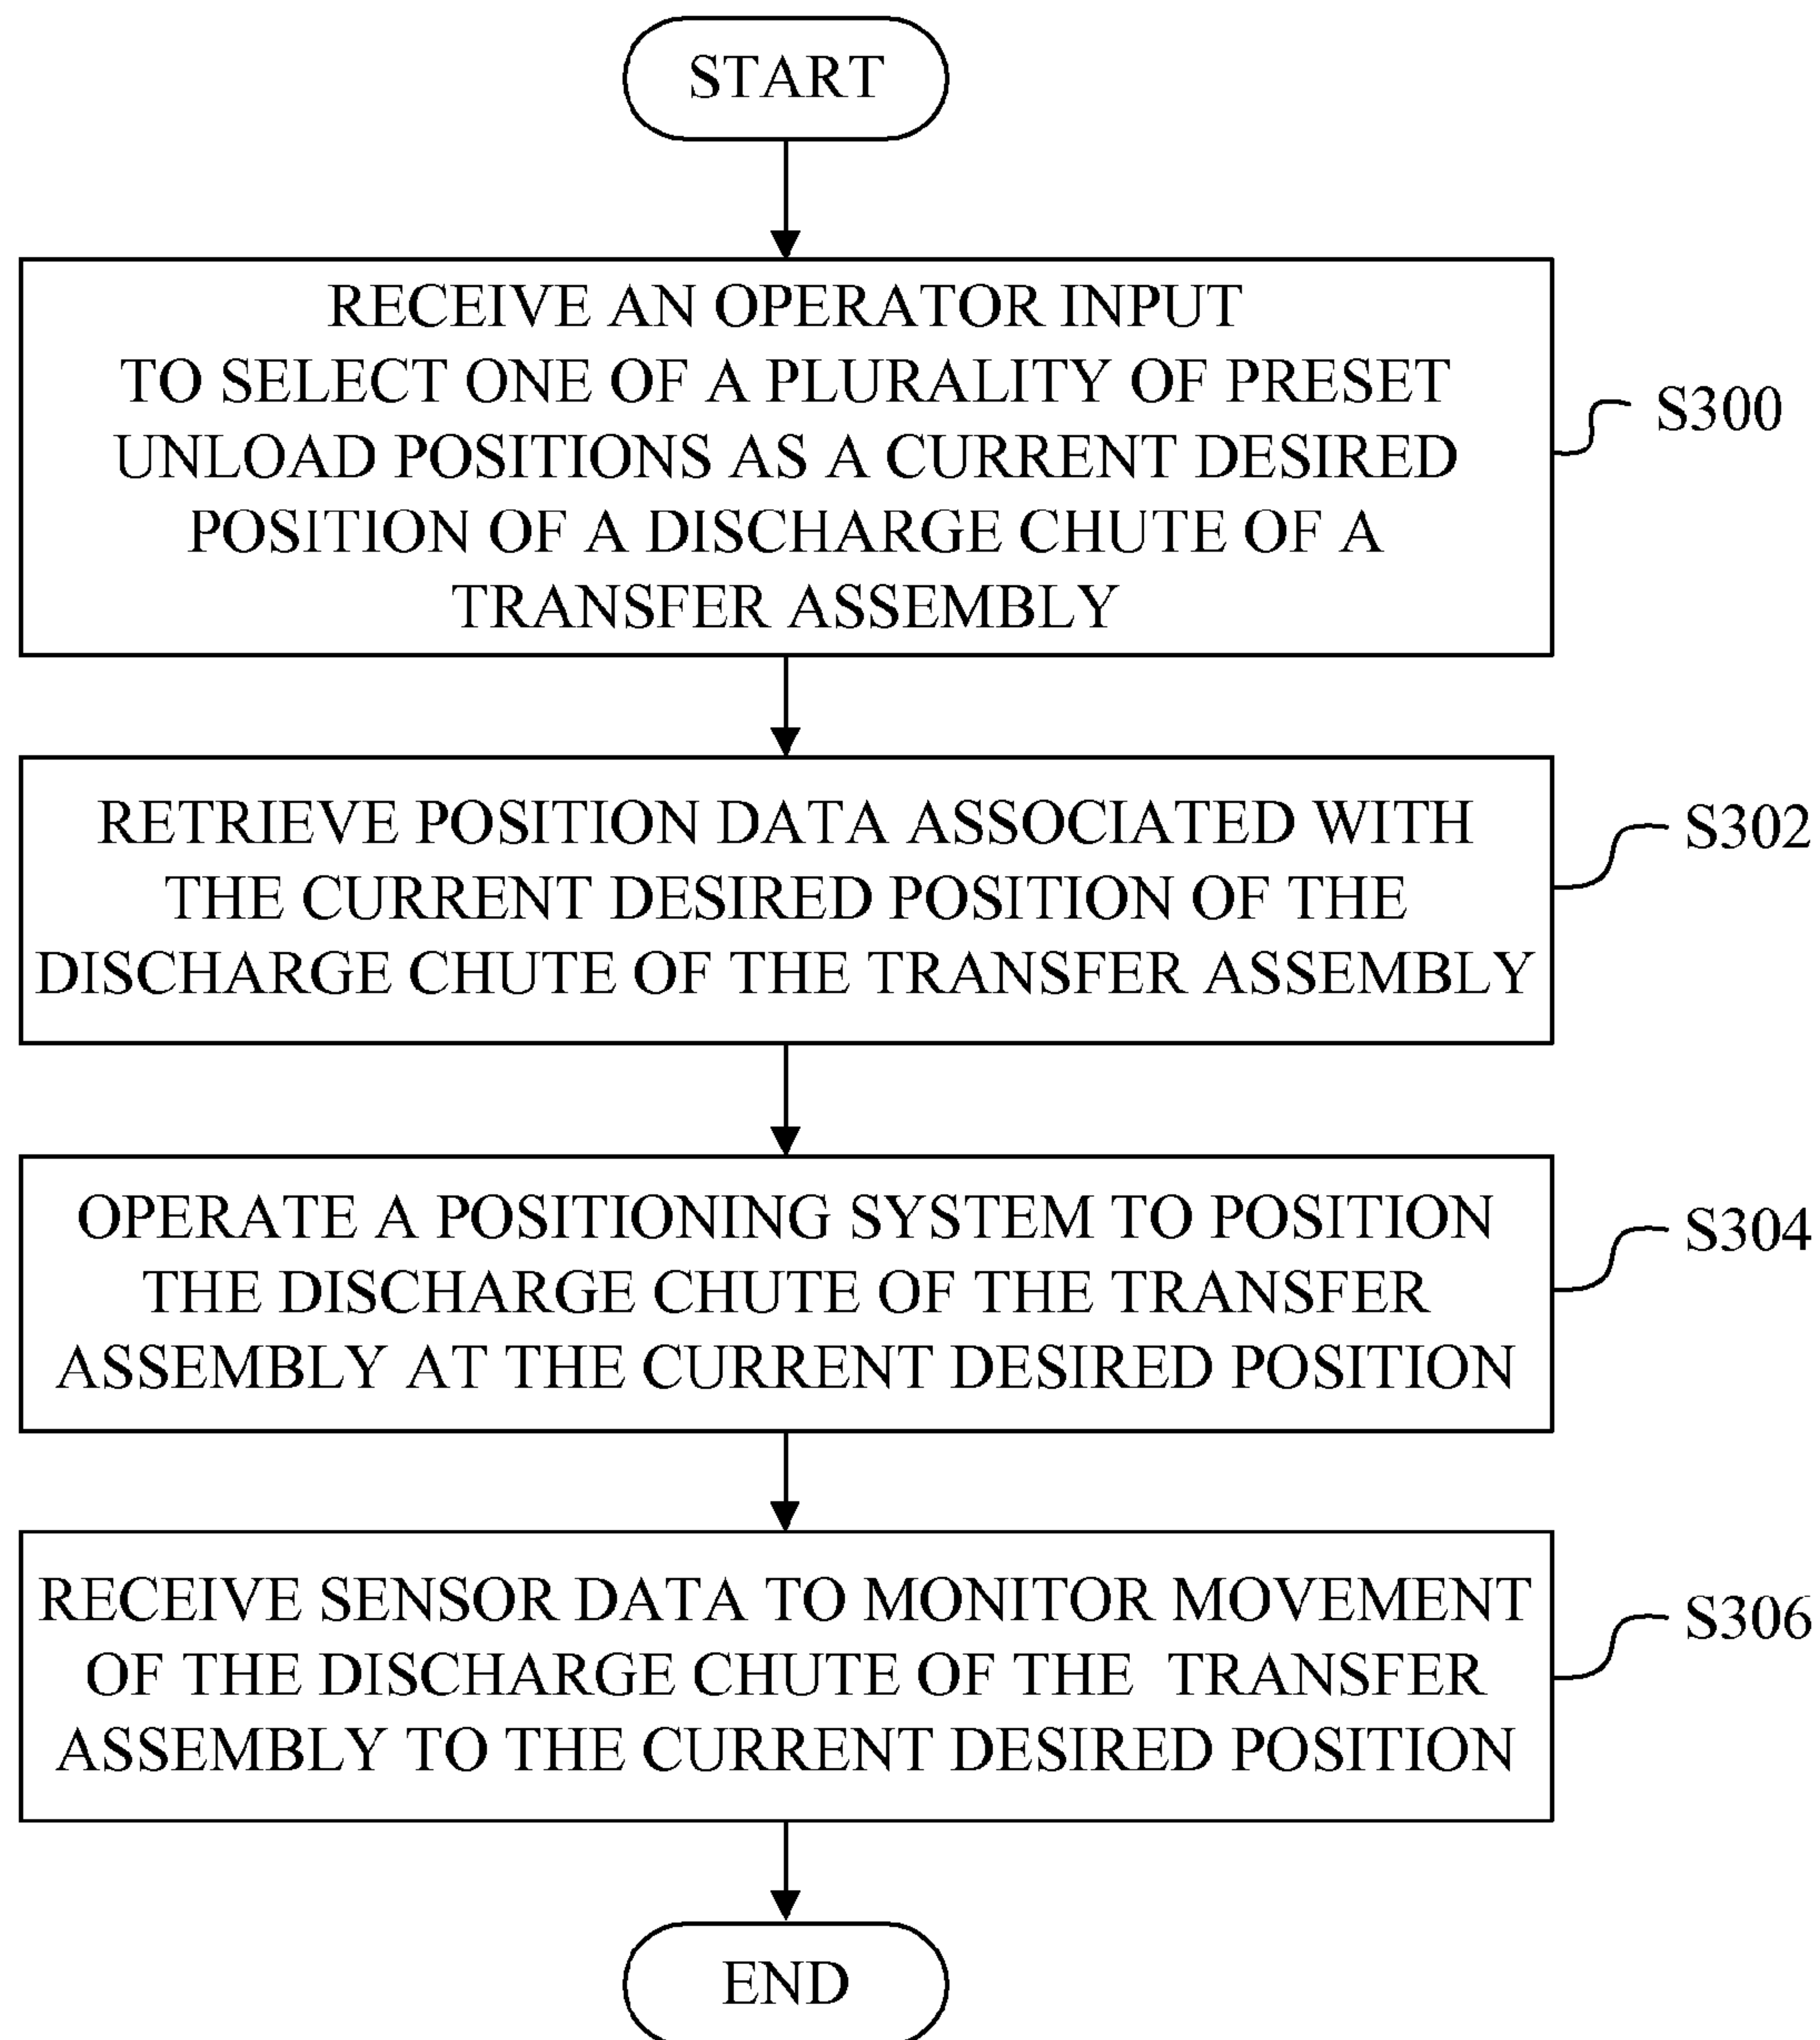 START
RECEIVE AN OPERATOR INPUT
TO SELECT ONE OF A PLURALITY OF PRESET
UNLOAD POSITIONS AS A CURRENT DESIRED
POSITION OF A DISCHARGE CHUTE OF A
TRANSFER ASSEMBLY
S300
RETRIEVE POSITION DATA ASSOCIATED WITH
THE CURRENT DESIRED POSITION OF THE
DISCHARGE CHUTE OF THE TRANSFER ASSEMBLY
S302
OPERATE A POSITIONING SYSTEM TO POSITION
THE DISCHARGE CHUTE OF THE TRANSFER
ASSEMBLY AT THE CURRENT DESIRED POSITION
S304
RECEIVE SENSOR DATA TO MONITOR MOVEMENT
OF THE DISCHARGE CHUTE OF THE TRANSFER
ASSEMBLY TO THE CURRENT DESIRED POSITION
S306
END